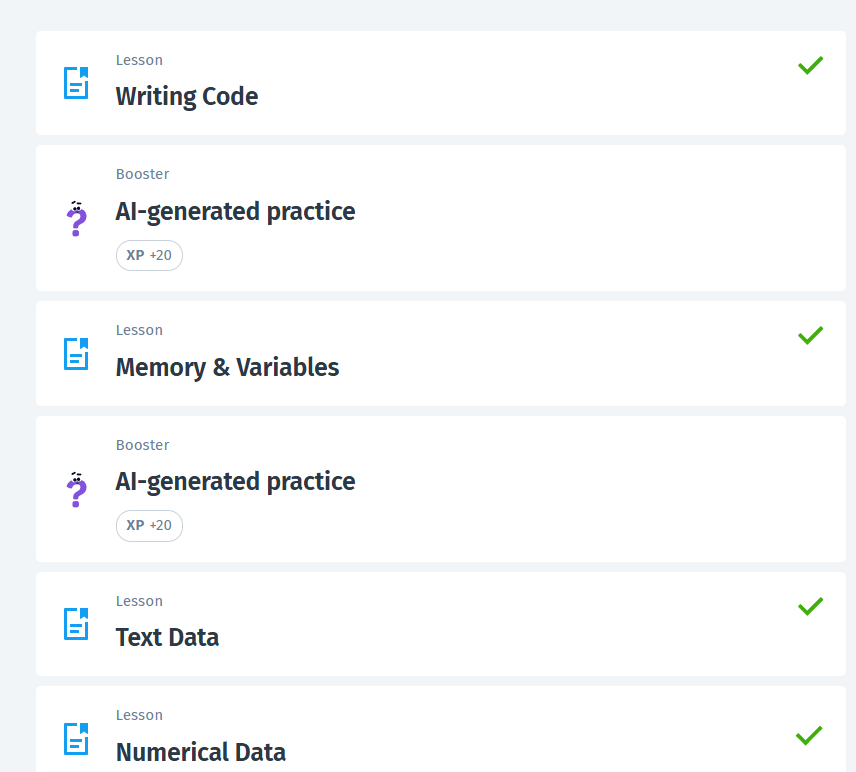 Lesson
Writing Code
Booster
AI-generated practice
XP +20
Lesson
Memory & Variables
Booster
AI-generated practice
XP +20
Lesson
Text Data
Lesson
Numerical Data